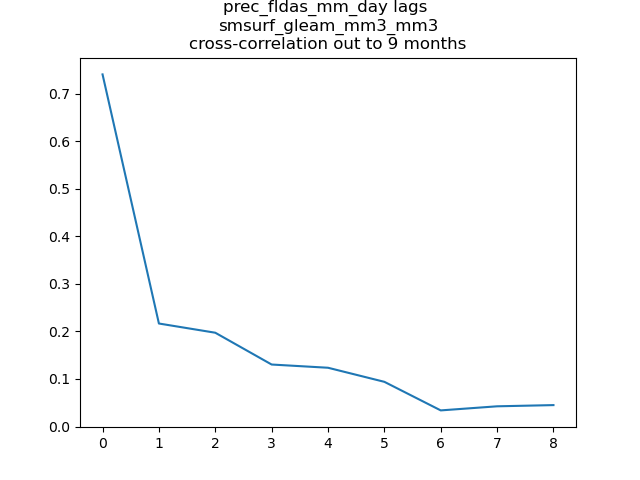 prec_fldas_mm_day lags
smsurf_gleam_mm3_mm3
cross-correlation out to 9 months
0.7
0.6
0.5
0.4
0.3
0.2
0.1
0.0
0 1 2 3 4 5 6 7 8